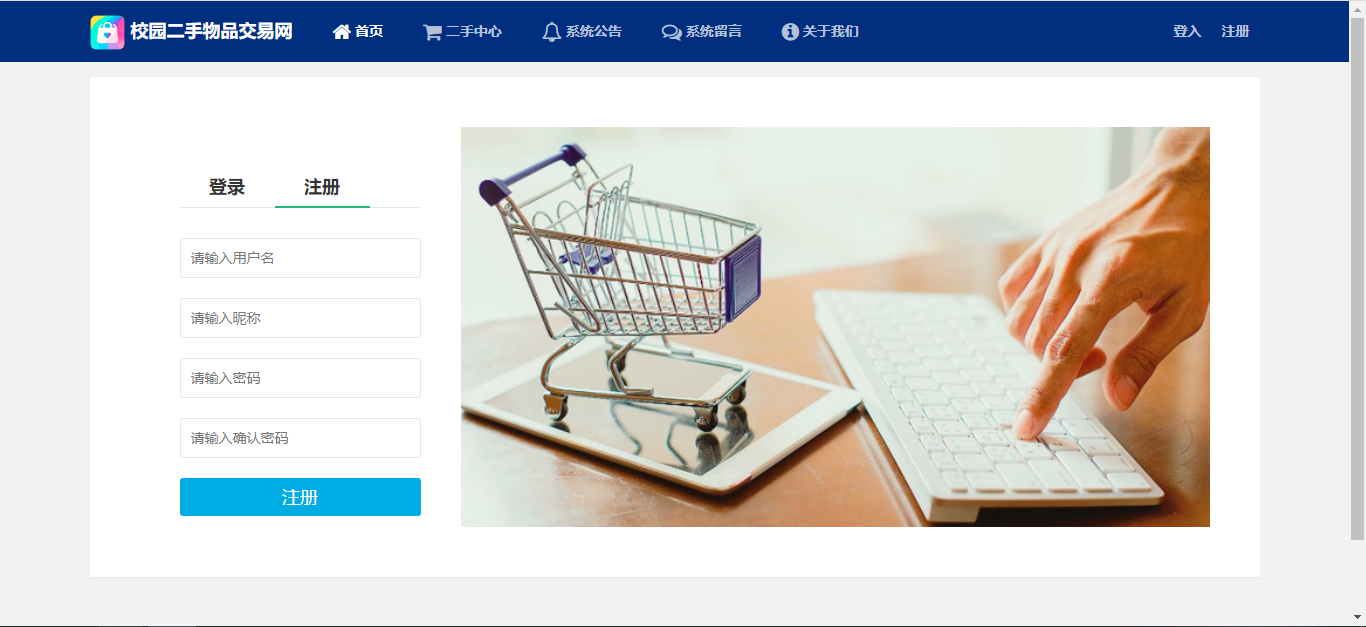 校园二手物品交易网 首页 二手中心 系统公告 系统留言 关于我们 登入 注册
登录 注册
请输入用户名
请输入昵称
请输入密码
请输入确认密码
注册